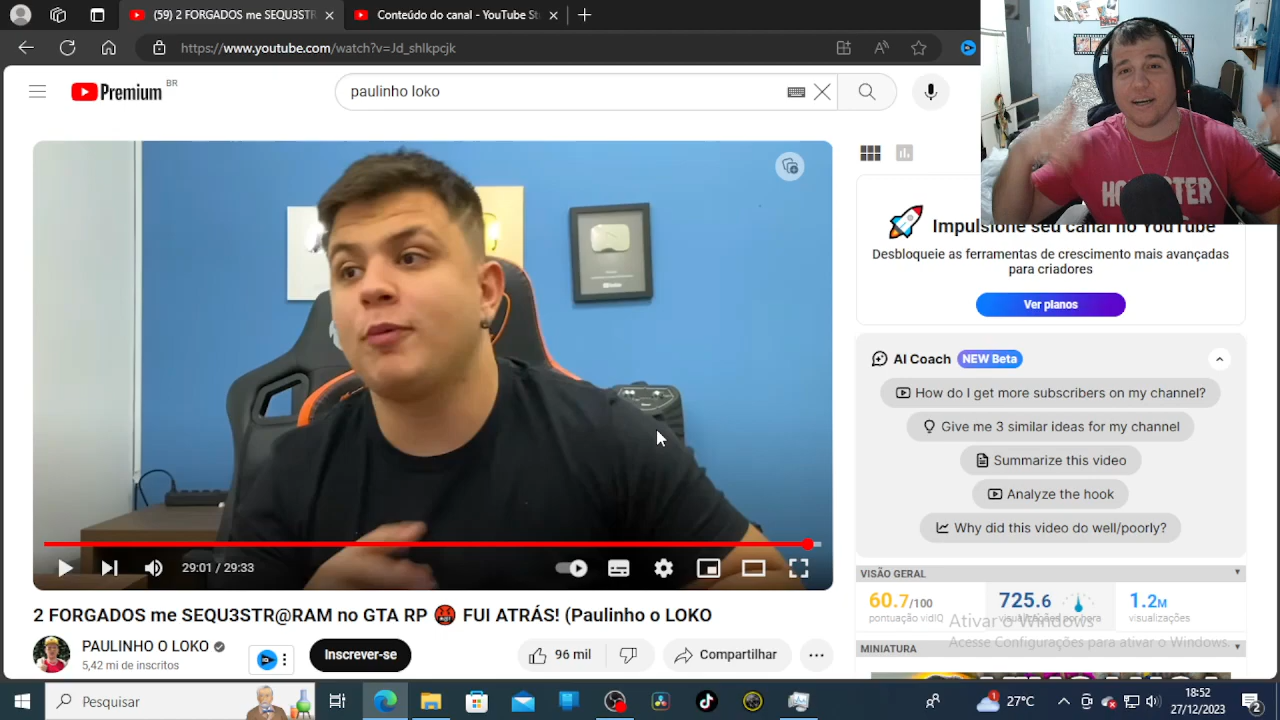 (59) 2 FORGADOS me SEQU3STR
Conteúdo do canal - YouTube St
https://www.youtube.com/watch?v=Jd_shlkpcjk
Premium BR
paulinho loko
HO STER
Impulsione seu canal no YouTube
Desbloqueie as ferramentas de crescimento mais avançadas
para criadores
Ver planos
AI Coach NEW Beta
How do I get more subscribers on my channel?
Give me 3 similar ideas for my channel
Summarize this video
Analyze the hook
Why did this video do well/poorly?
29:01 / 29:33
VISÃO GERAL
60.7/100
pontuação vidIQ
725.6
visualizações por hora
1.2M
visualizações
Ativar o Windows
Acesse Configurações para ativar o Windows.
MINIATURA
2 FORGADOS me SEQU3STR@RAM no GTA RP 🤬 FUI ATRÁS! (Paulinho o LOKO
PAULINHO O LOKO
5,42 mi de inscritos
Inscrever-se
96 mil
Compartilhar
Pesquisar
1
27°C
18:52
27/12/2023
2